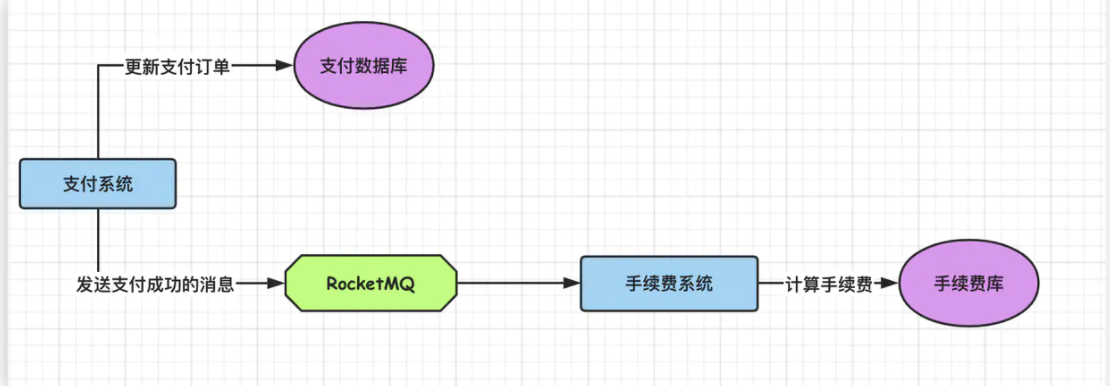 更新支付订单
支付数据库
支付系统
发送支付成功的消息
RocketMQ
手续费系统
计算手续费
手续费库